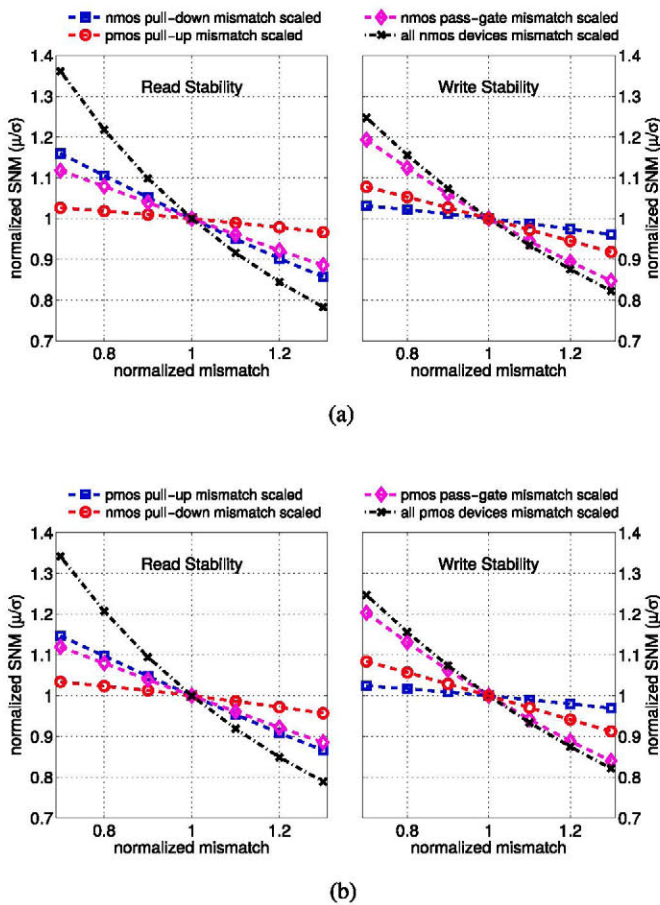 nmos pull-down mismatch scaled
pmos pull-up mismatch scaled
nmos pass-gate mismatch scaled
all nmos devices mismatch scaled
1.4
1.3
1.2
1.1
1
0.9
0.8
0.7
normalized SNM (μ/σ)
Read Stability
0.8
1
1.2
normalized mismatch
Write Stability
0.8
1
1.2
normalized mismatch
1.4
1.3
1.2
1.1
1
0.9
0.8
0.7
normalized SNM (μ/σ)
(a)
pmos pull-up mismatch scaled
nmos pull-down mismatch scaled
pmos pass-gate mismatch scaled
all pmos devices mismatch scaled
1.4
1.3
1.2
1.1
1
0.9
0.8
0.7
normalized SNM (μ/σ)
Read Stability
0.8
1
1.2
normalized mismatch
Write Stability
0.8
1
1.2
normalized mismatch
1.4
1.3
1.2
1.1
1
0.9
0.8
0.7
normalized SNM (μ/σ)
(b)